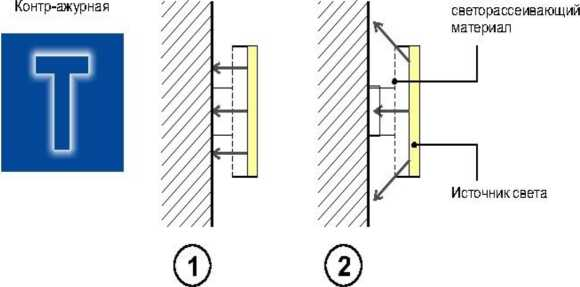 Контр-ажурная
Т
светорассеивающий
материал
Источник света
1
2